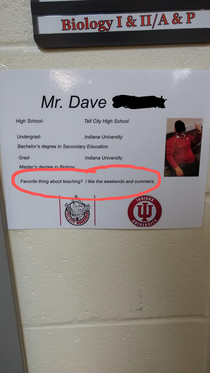 Biology I & II/A & P
Mr. Dave
High School- Tell City High School
Undergrad- Indiana University
Bachelor's degree in Secondary Education
Grad- Indiana University
Master's degree in Biology
Favorite thing about teaching? I like the weekends and summers.
INDIANA
UNIVERSITY